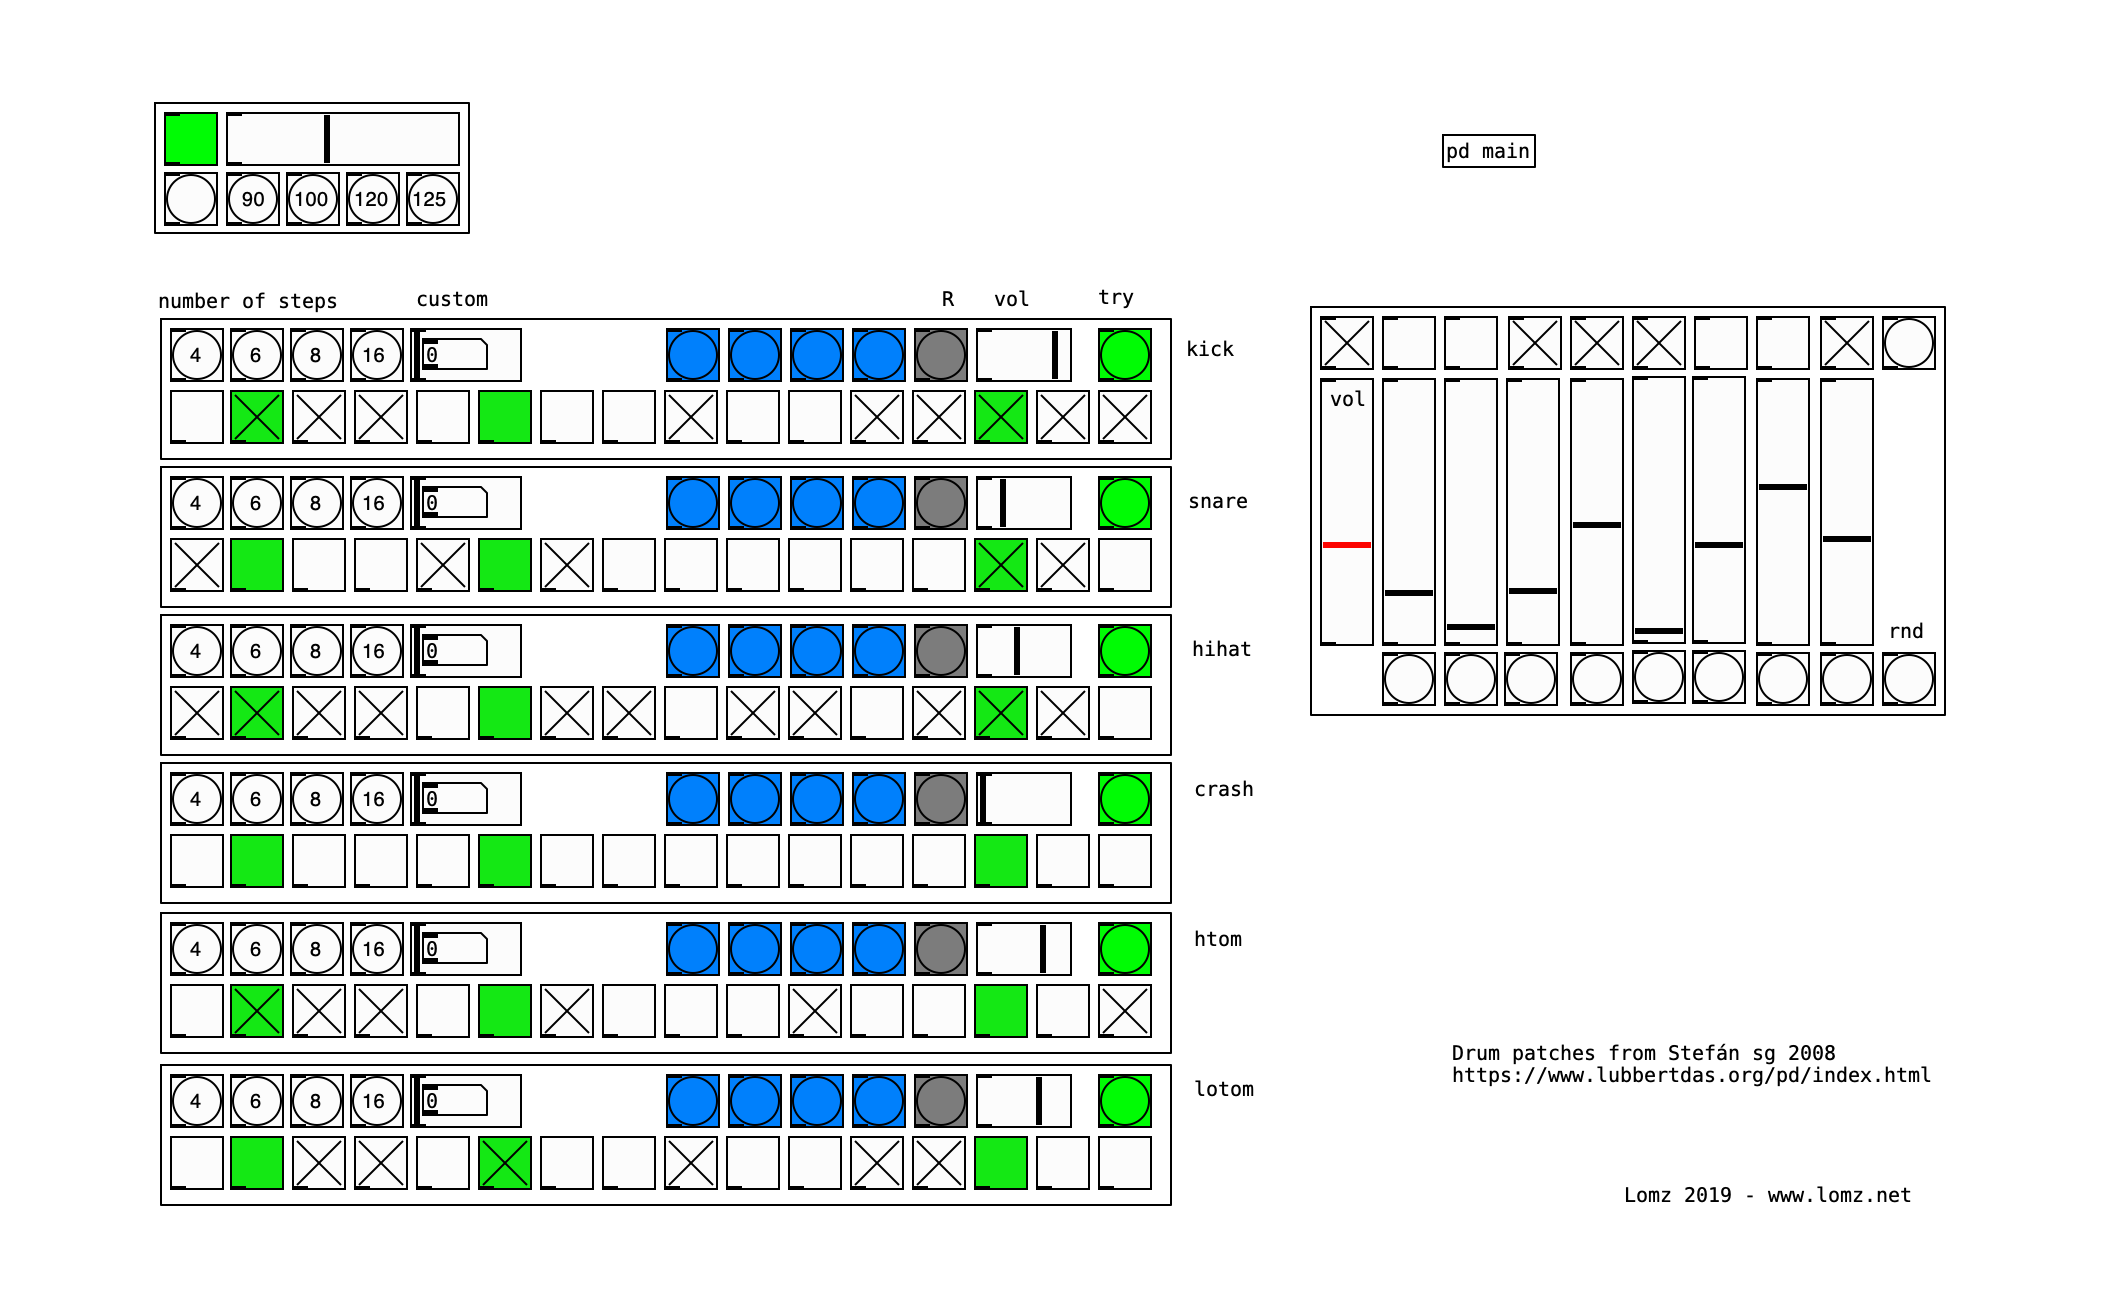 90 100 120 125
pd main
number of steps custom R vol try
4 6 8 16 0 kick
vol
4 6 8 16 0 snare
rnd
4 6 8 16 0 hihat
4 6 8 16 0 crash
4 6 8 16 0 htom
Drum patches from Stefán sg 2008
https://www.lubbertdas.org/pd/index.html
4 6 8 16 0 lotom
Lomz 2019 - www.lomz.net